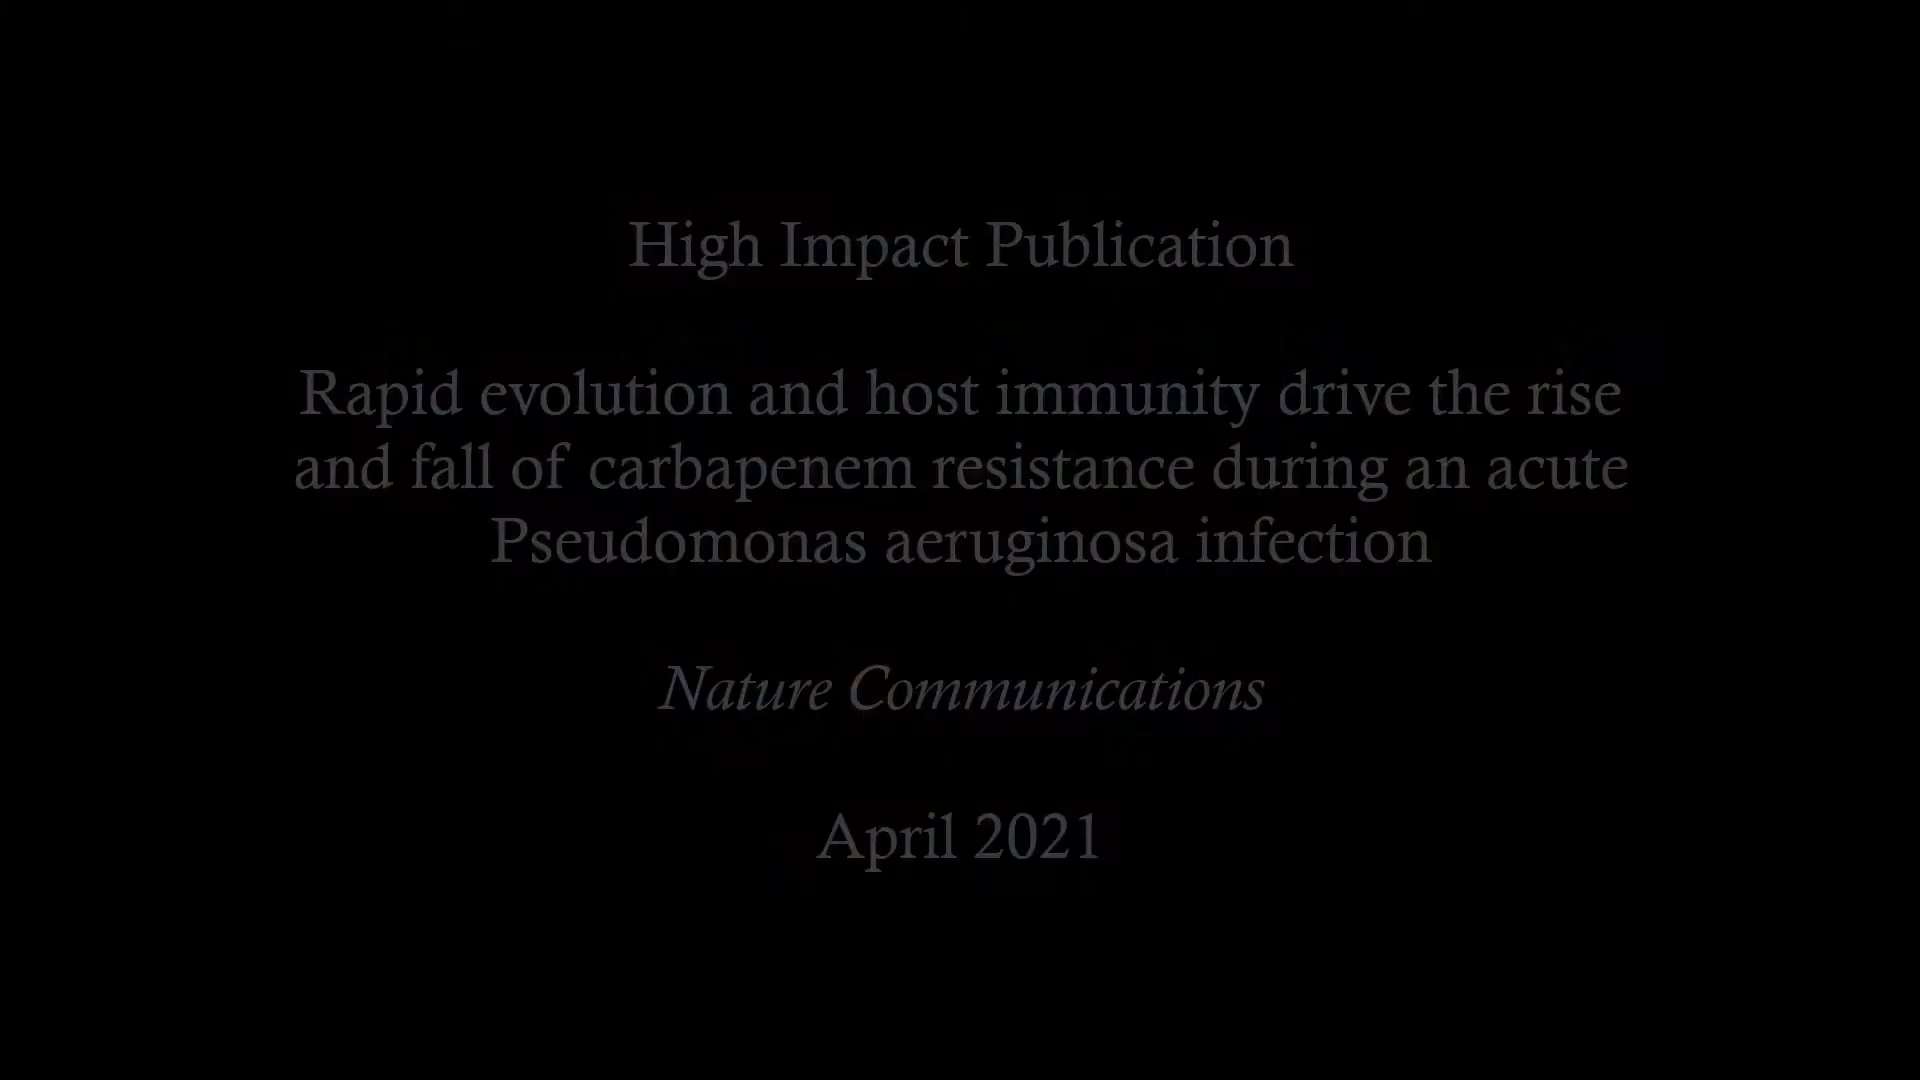 High Impact Publication
Rapid evolution and host immunity drive the rise
and fall of carbapenem resistance during an acute
Pseudomonas aeruginosa infection
Nature Communications
April 2021